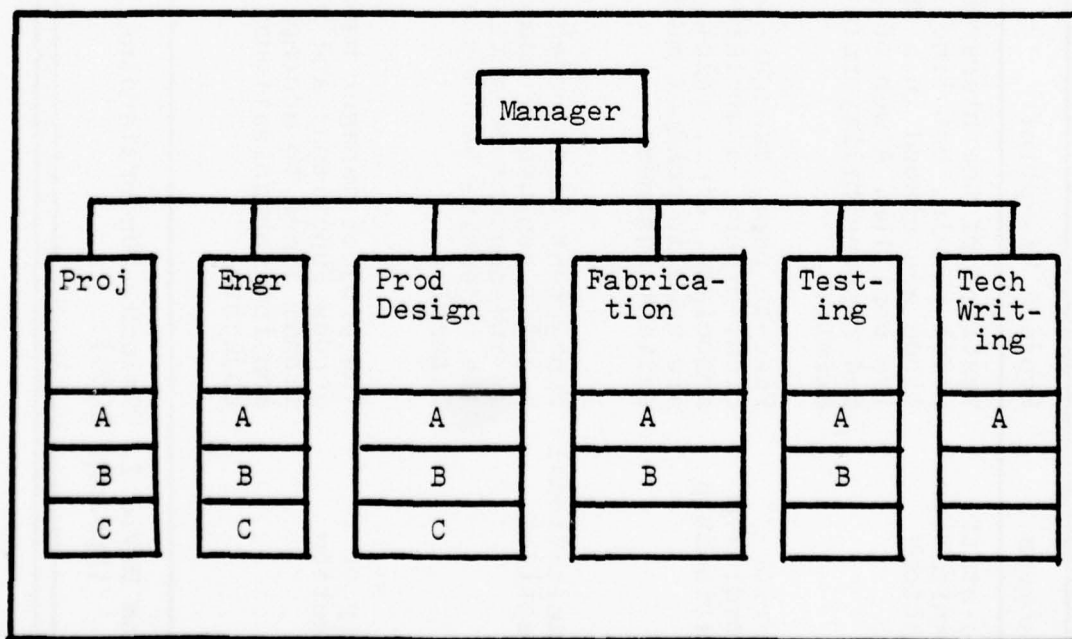 Manager
Proj Engr Prod Fabrica- Test- Tech
Design tion ing Writ-
ing
A A A A A A
B B B B B
C C C